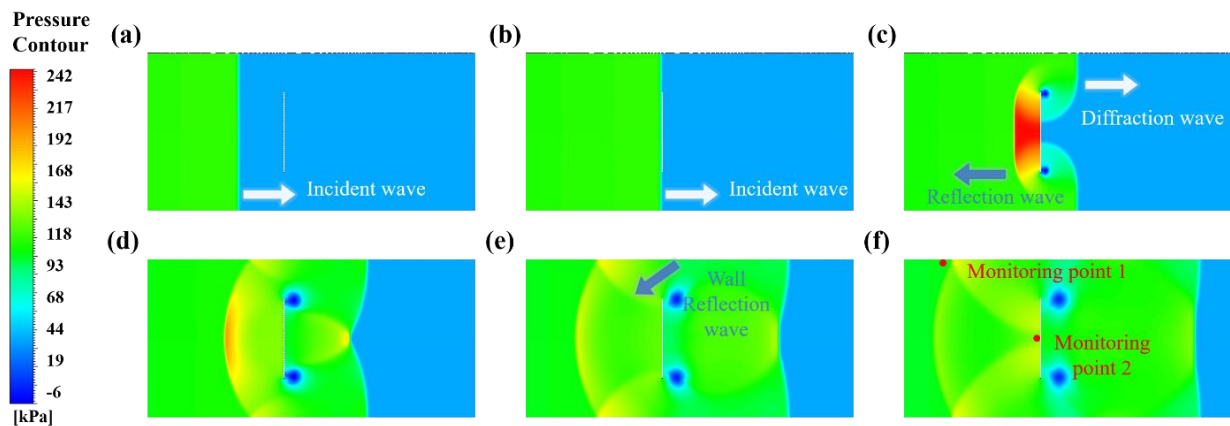 Pressure
Contour
242
217
192
168
143
118
93
68
44
19
-6
[kPa]
(a)
Incident wave
(b)
Incident wave
(c)
Diffraction wave
Reflection wave
(d)
(e)
Wall
Reflection
wave
(f)
Monitoring point 1
Monitoring
point 2